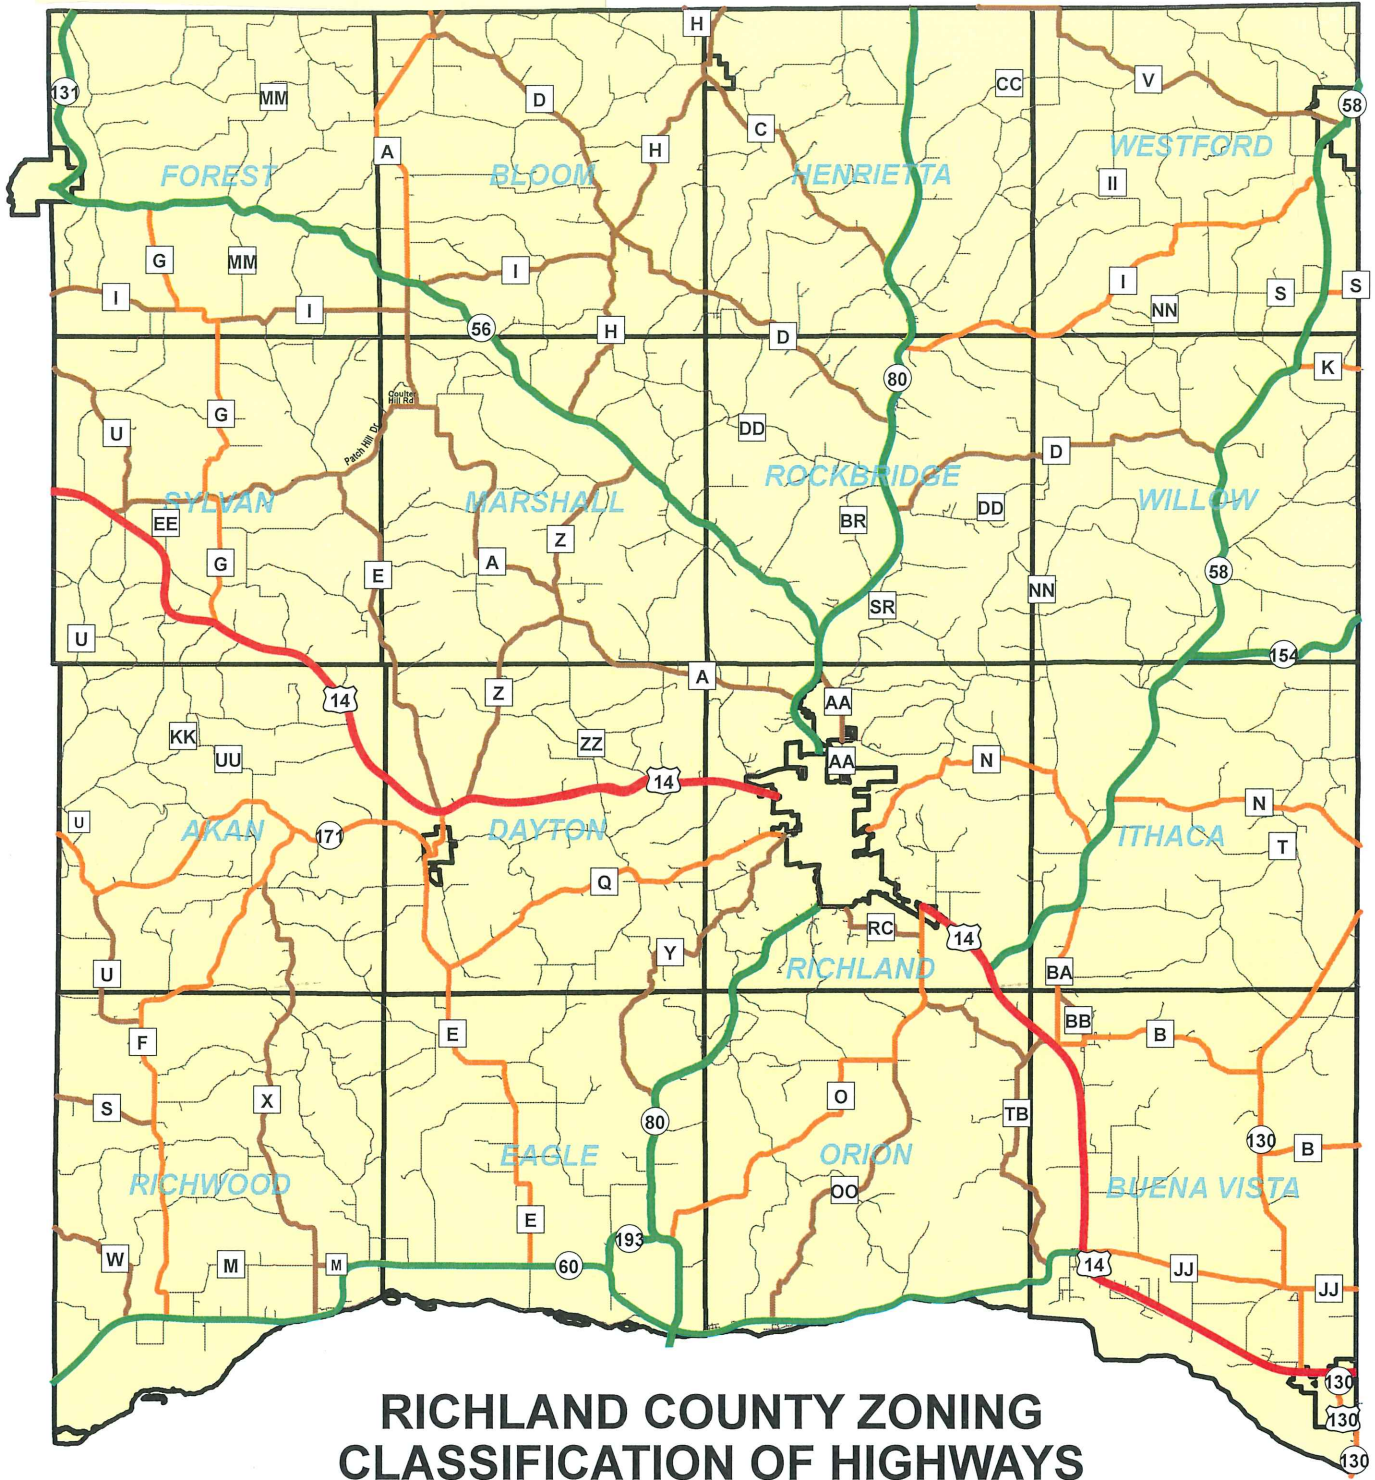 H
131
MM
D
CC
V
58
C
A
H
FOREST
BLOOM
HENRIETTA
WESTFORD
II
G
MM
I
I
S
S
I
I
NN
56
H
D
80
K
Coulter
Hill Rd
G
U
DD
Patch Hill Dr
D
ROCKBRIDGE
SYLVAN
MARSHALL
WILLOW
EE
BR
DD
Z
G
A
E
58
NN
SR
U
154
A
Z
14
AA
KK
UU
ZZ
AA
N
14
U
AKAN
171
DAYTON
N
ITHACA
T
Q
RC
14
Y
RICHLAND
U
BA
BB
F
E
B
O
X
S
TB
80
130
B
EAGLE
ORION
RICHWOOD
OO
BUENA VISTA
E
193
W
M
M
60
14
JJ
JJ
130
130
130
RICHLAND COUNTY ZONING
CLASSIFICATION OF HIGHWAYS